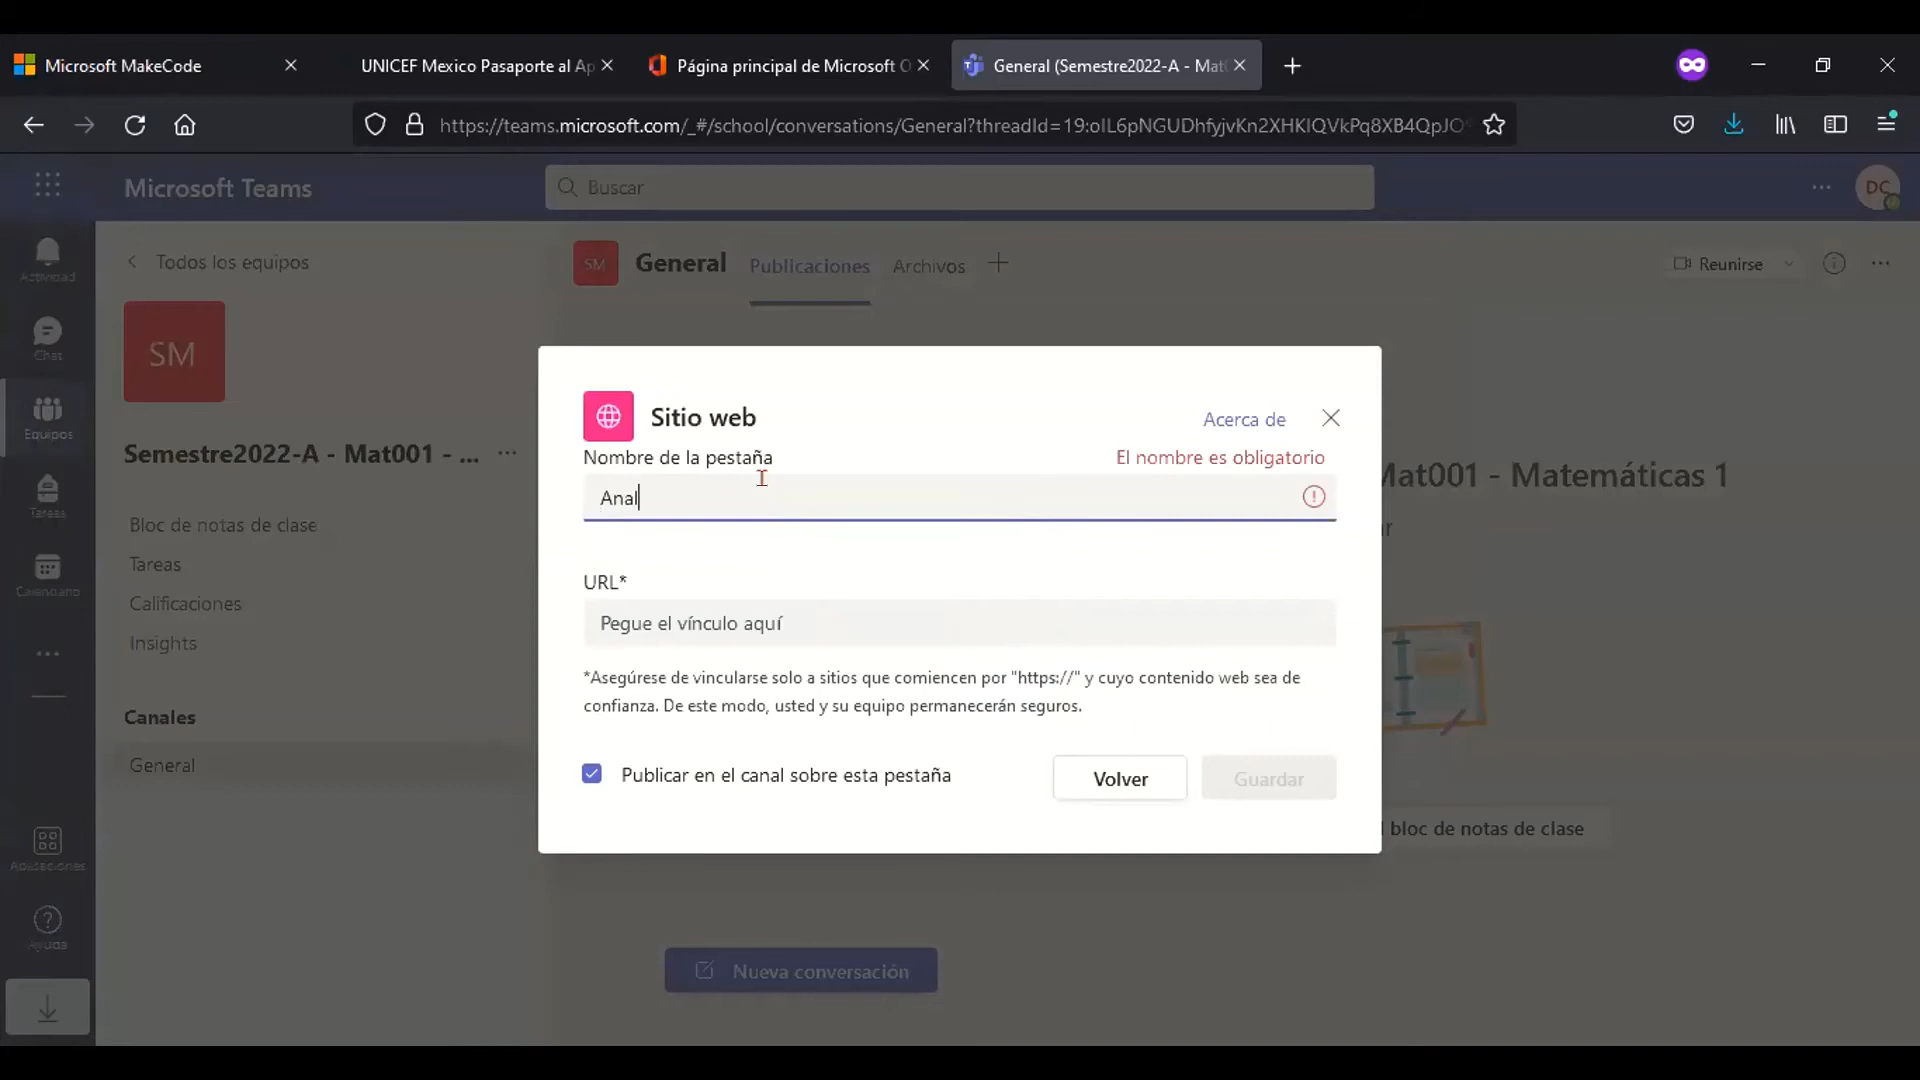 Microsoft MakeCode
UNICEF Mexico Pasaporte al Ap
Página principal de Microsoft O
General (Semestre2022-A - Mat
https://teams.microsoft.com/_#/school/conversations/General?threadId=19:oIL6pNGUDhfyjvKn2XHKIQVkPq8XB4QpJO
Microsoft Teams
Buscar
DC
Actividad
Chat
Equipos
Tareas
Calendario
Aplicaciones
Ayuda
Todos los equipos
SM
Semestre2022-A - Mat001 - ...
Bloc de notas de clase
Tareas
Calificaciones
Insights
Canales
General
SM
General
Publicaciones
Archivos
Reunirse
Mat001 - Matemáticas 1
ar
l bloc de notas de clase
Nueva conversación
Sitio web
Acerca de
Nombre de la pestaña
El nombre es obligatorio
Anal
URL*
Pegue el vínculo aquí
*Asegúrese de vincularse solo a sitios que comiencen por "https://" y cuyo contenido web sea de
confianza. De este modo, usted y su equipo permanecerán seguros.
Publicar en el canal sobre esta pestaña
Volver
Guardar